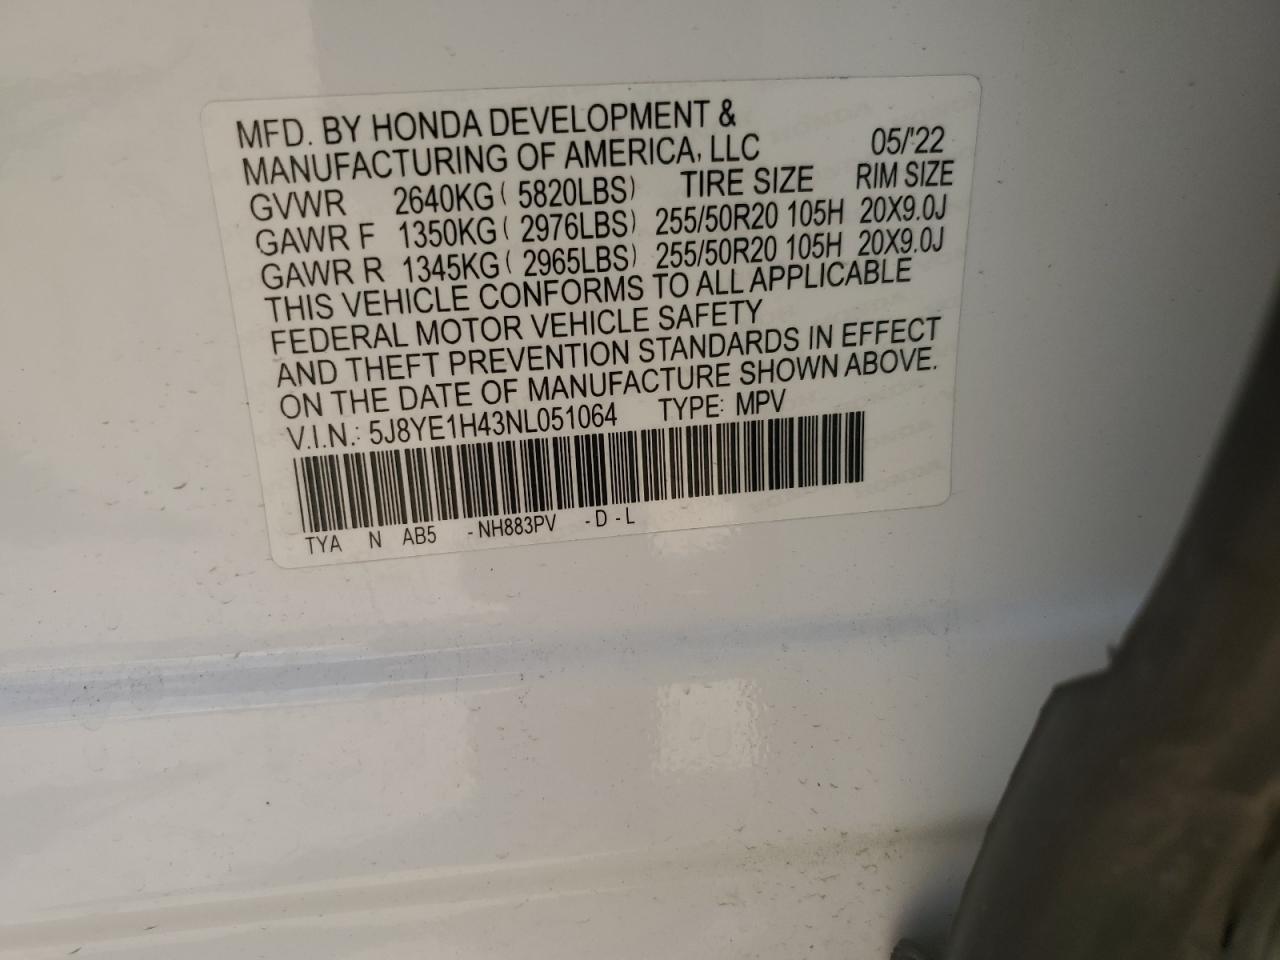 MFD. BY HONDA DEVELOPMENT &
MANUFACTURING OF AMERICA, LLC 05/'22
GVWR 2640KG ( 5820LBS) TIRE SIZE RIM SIZE
GAWR F 1350KG ( 2976LBS) 255/50R20 105H 20X9.0J
GAWR R 1345KG ( 2965LBS) 255/50R20 105H 20X9.0J
THIS VEHICLE CONFORMS TO ALL APPLICABLE
FEDERAL MOTOR VEHICLE SAFETY
AND THEFT PREVENTION STANDARDS IN EFFECT
ON THE DATE OF MANUFACTURE SHOWN ABOVE.
V.I.N.: 5J8YE1H43NL051064 TYPE: MPV
TYA N AB5 -NH883PV -D-L